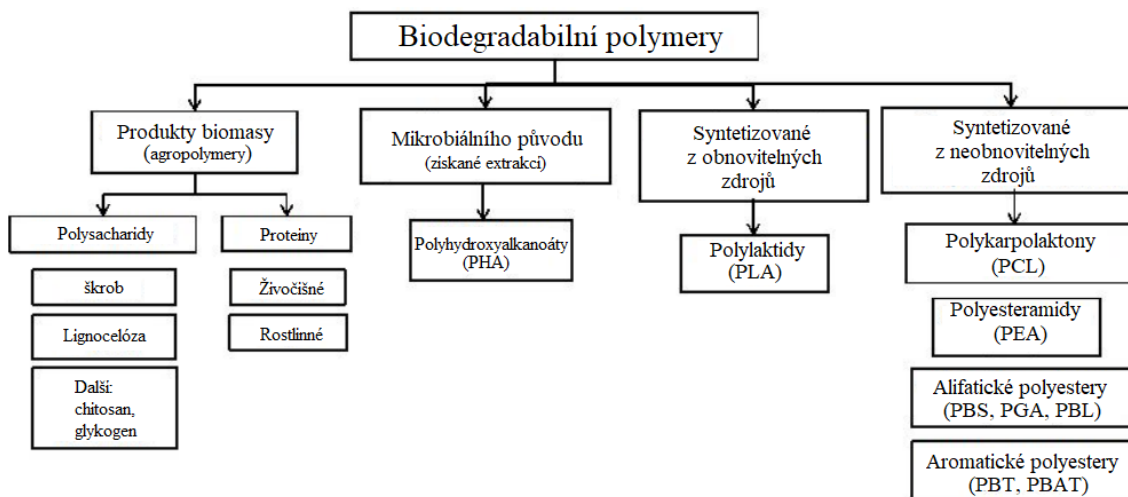 Biodegradabilní polymery
Produkty biomasy
(agropolymery)
Mikrobiálního původu
(získané extrakcí)
Syntetizované
z obnovitelných
zdrojů
Syntetizované
z neobnovitelných
zdrojů
Polysacharidy
Proteiny
Polyhydroxyalkanoáty
(PHA)
Polylaktidy
(PLA)
Polykarpolaktony
(PCL)
škrob
Živočišné
Lignocelóza
Rostlinné
Další:
chitosan,
glykogen
Polyesteramidy
(PEA)
Alifatické polyestery
(PBS, PGA, PBL)
Aromatické polyestery
(PBT, PBAT)